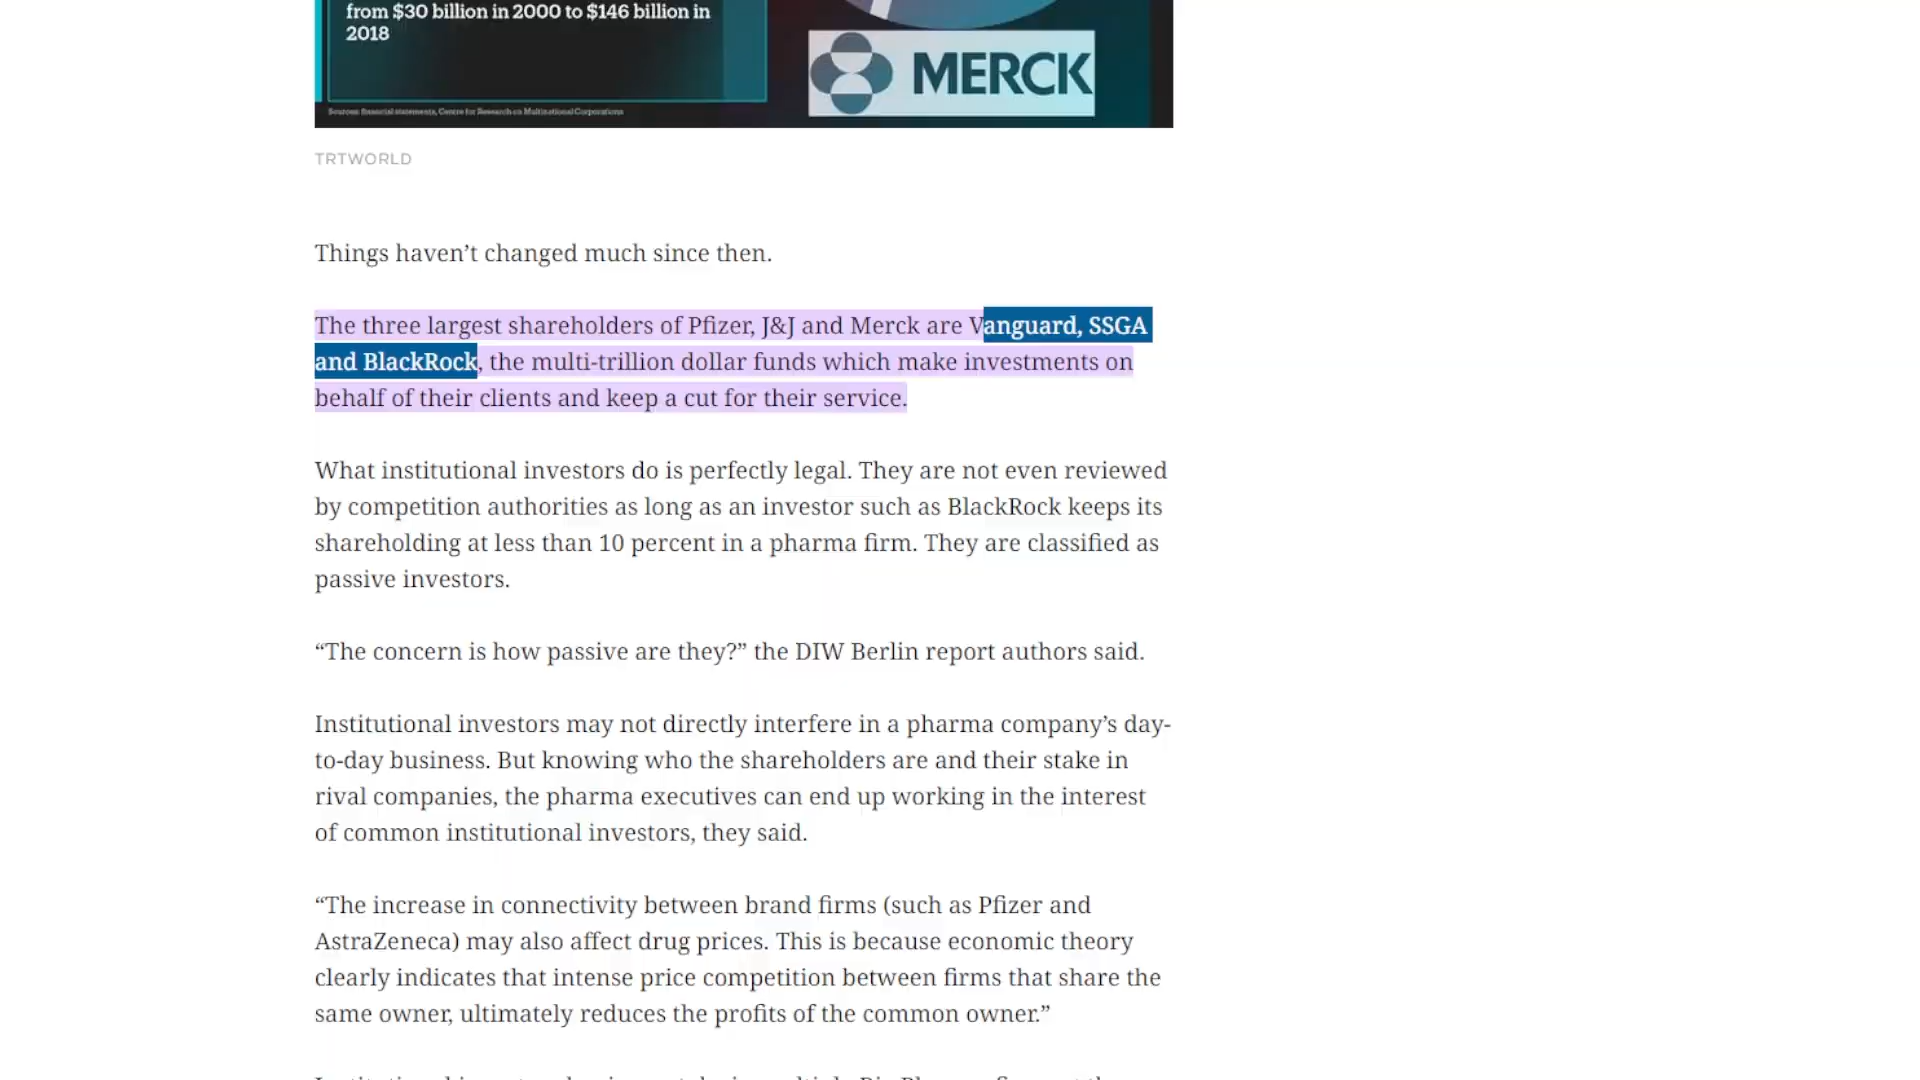 from $30 billion in 2000 to $146 billion in
2018
MERCK
Sources: financial statements, Centre for Research on Multinational Corporations
TRTWORLD
Things haven’t changed much since then.
The three largest shareholders of Pfizer, J&J and Merck are Vanguard, SSGA
and BlackRock, the multi-trillion dollar funds which make investments on
behalf of their clients and keep a cut for their service.
What institutional investors do is perfectly legal. They are not even reviewed
by competition authorities as long as an investor such as BlackRock keeps its
shareholding at less than 10 percent in a pharma firm. They are classified as
passive investors.
“The concern is how passive are they?” the DIW Berlin report authors said.
Institutional investors may not directly interfere in a pharma company’s day-
to-day business. But knowing who the shareholders are and their stake in
rival companies, the pharma executives can end up working in the interest
of common institutional investors, they said.
“The increase in connectivity between brand firms (such as Pfizer and
AstraZeneca) may also affect drug prices. This is because economic theory
clearly indicates that intense price competition between firms that share the
same owner, ultimately reduces the profits of the common owner.”